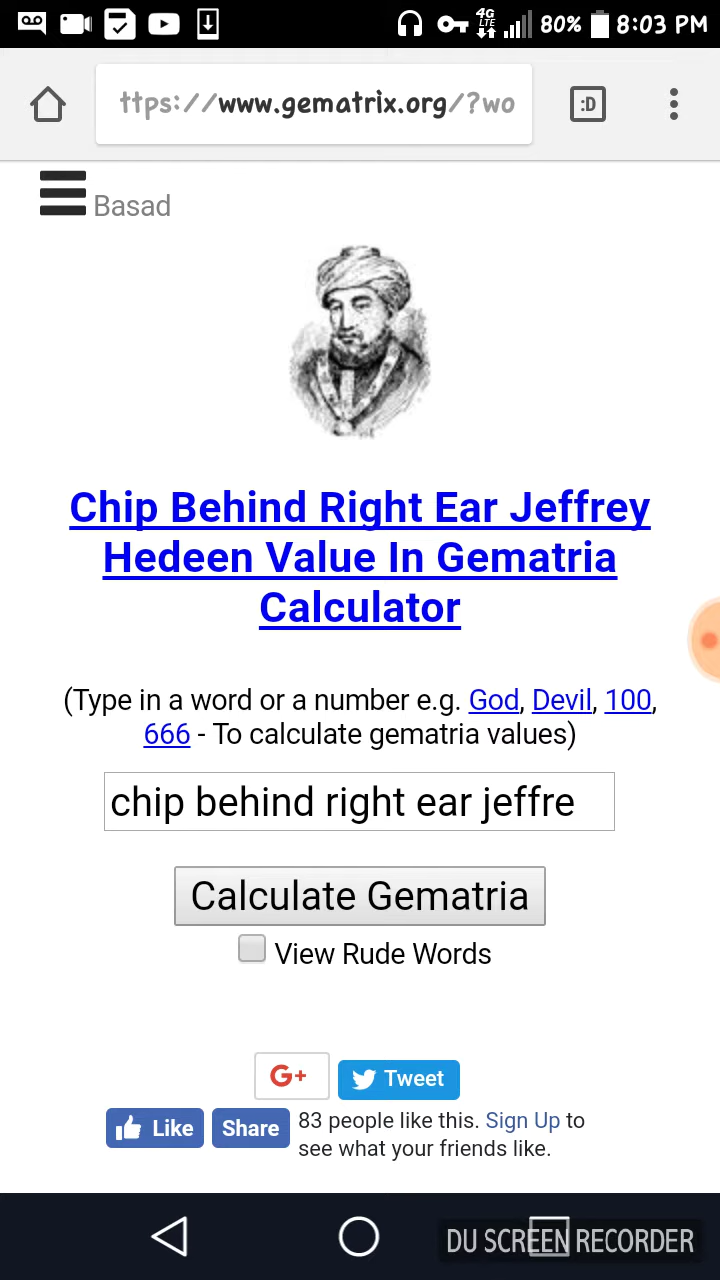 4G
LTE
80%
8:03 PM
ttps://www.gematrix.org/?wo
:D
Basad
Chip Behind Right Ear Jeffrey
Hedeen Value In Gematria
Calculator
(Type in a word or a number e.g. God, Devil, 100,
666 - To calculate gematria values)
chip behind right ear jeffre
Calculate Gematria
View Rude Words
G+
Tweet
Like
Share
83 people like this. Sign Up to
see what your friends like.
DU SCREEN RECORDER